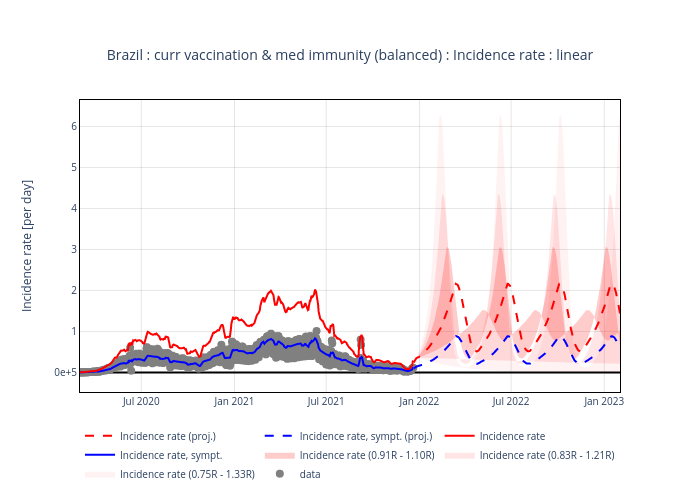 Brazil : curr vaccination & med immunity (balanced) : Incidence rate : linear
Incidence rate [per day]
6
5
4
3
2
1
0e+5
Jul 2020
Jan 2021
Jul 2021
Jan 2022
Jul 2022
Jan 2023
Incidence rate (proj.)
Incidence rate, sympt. (proj.)
Incidence rate
Incidence rate, sympt.
Incidence rate (0.91R - 1.10R)
Incidence rate (0.83R - 1.21R)
Incidence rate (0.75R - 1.33R)
data